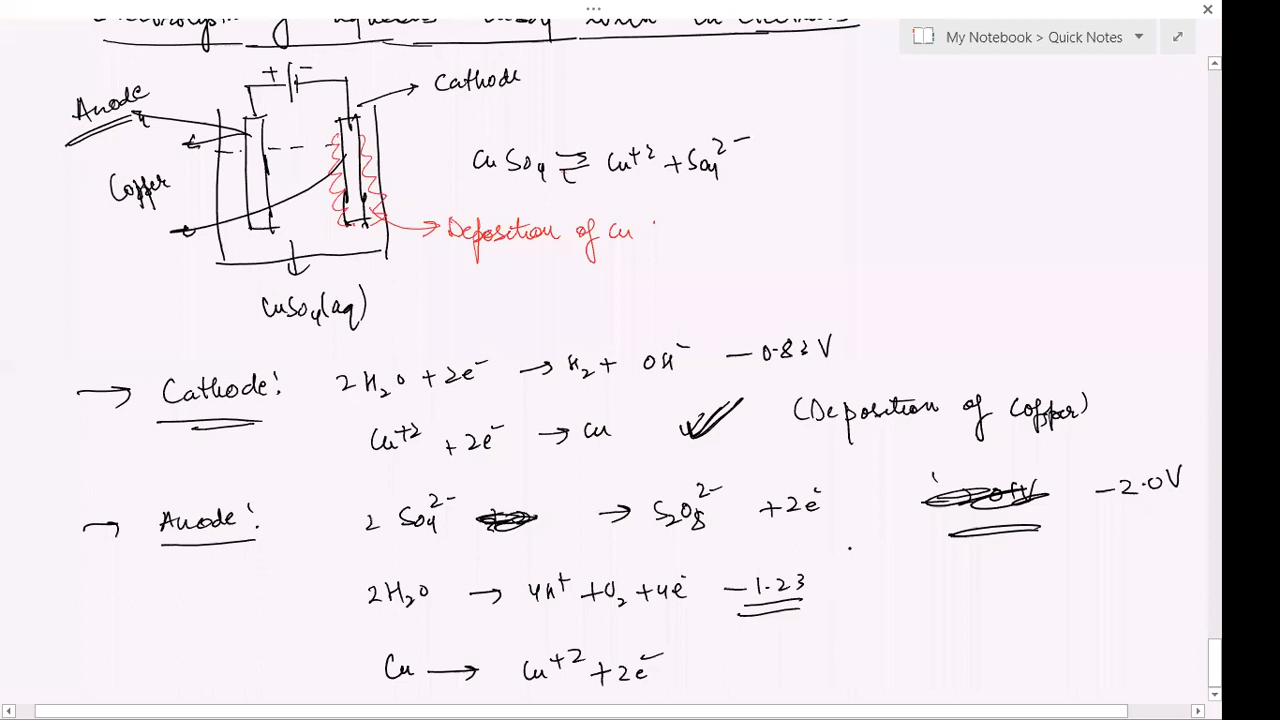 My Notebook > Quick Notes
+ -
Cathode
Anode
CuSO4 ⇌ Cu+2 + SO4 2-
Copper
Deposition of Cu
CuSO4(aq)
→ Cathode! 2H2O + 2e- → H2 + OH- - 0.83 V
Cu+2 + 2e- → Cu (Deposition of Copper)
→ Anode! 2 SO4 2- → S2O8 2- + 2e- - 2.0V
2H2O → 4H+ + O2 + 4e- - 1.23
Cu → Cu+2 + 2e-